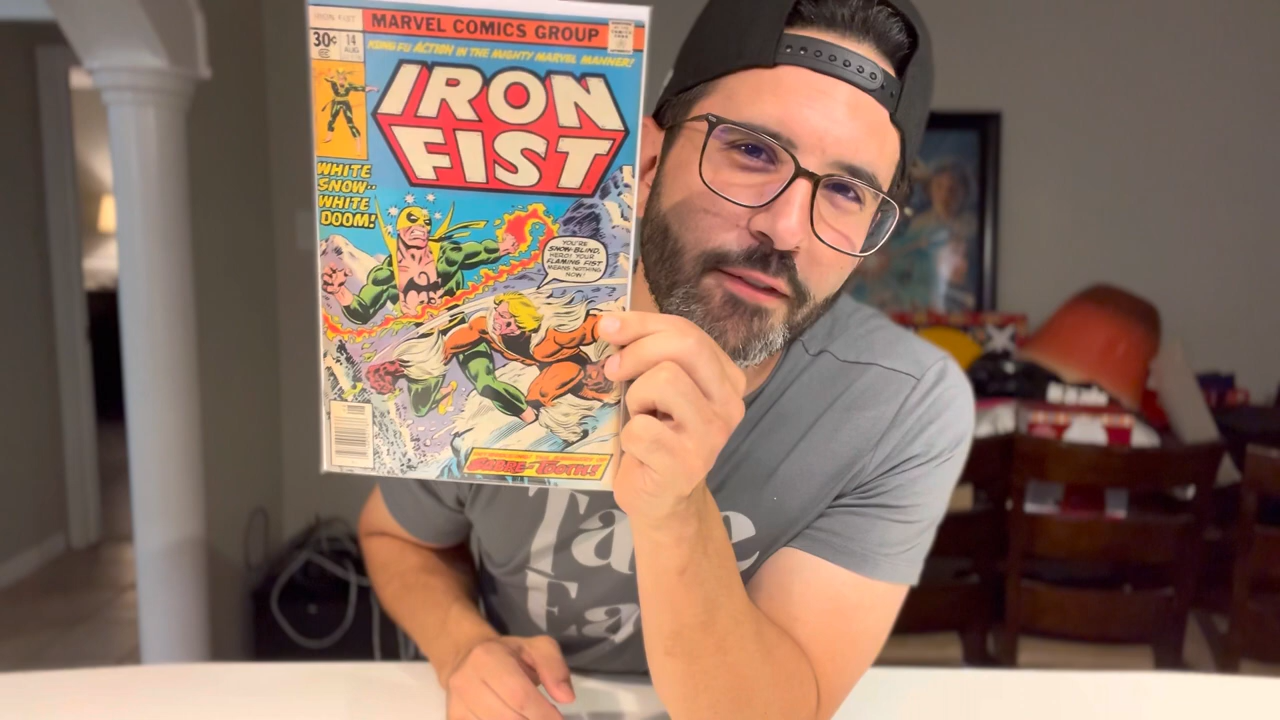 IRON FIST
MARVEL COMICS GROUP
30¢
14
AUG
KUNG FU ACTION IN THE MIGHTY MARVEL MANNER!
IRON
FIST
WHITE
SNOW--
WHITE
DOOM!
YOU'RE
SNOW-BLIND,
HERO! YOUR
FLAMING FIST
MEANS NOTHING
NOW!
SABRE-TOOTH!